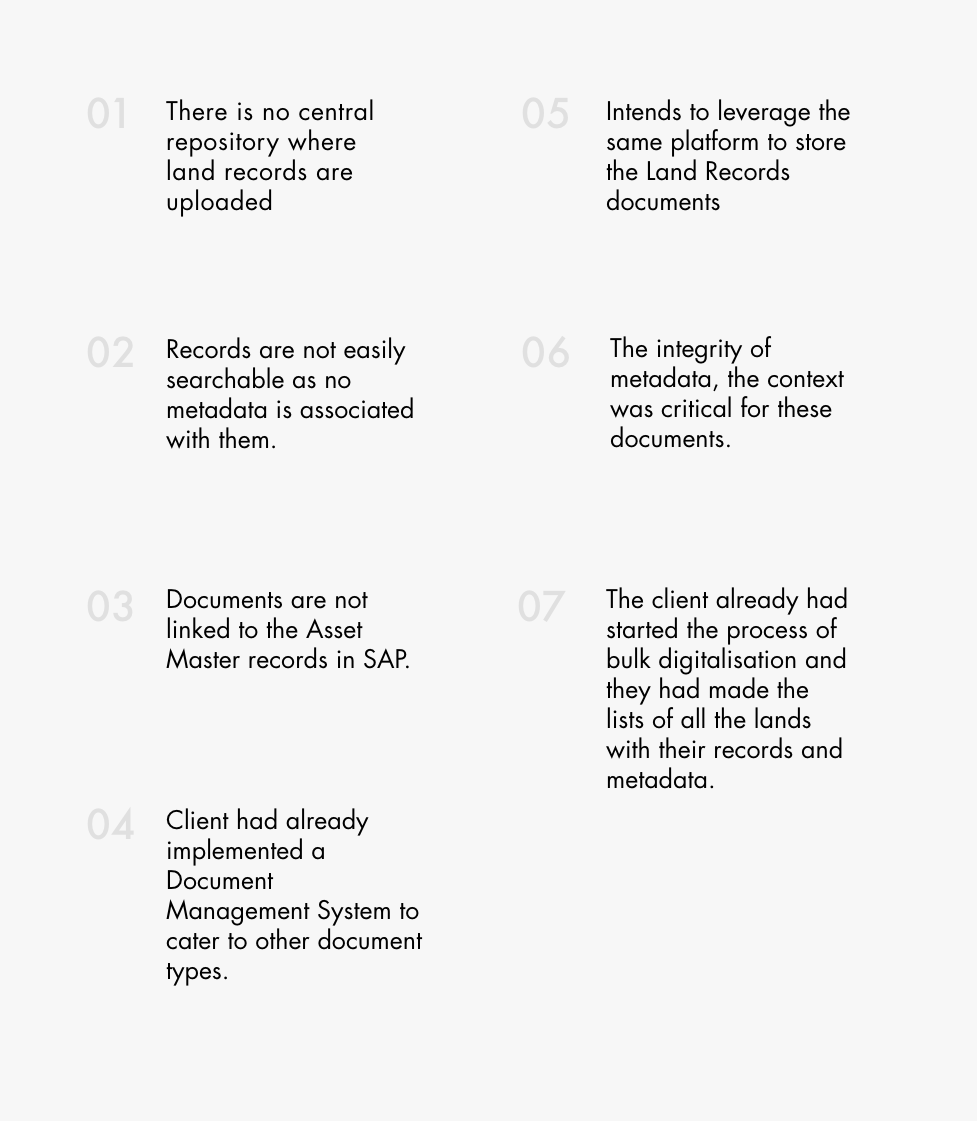 01
There is no central
repository where
land records are
uploaded
02
Records are not easily
searchable as no
metadata is associated
with them.
03
Documents are not
linked to the Asset
Master records in SAP.
04
Client had already
implemented a
Document
Management System to
cater to other document
types.
05
Intends to leverage the
same platform to store
the Land Records
documents
06
The integrity of
metadata, the context
was critical for these
documents.
07
The client already had
started the process of
bulk digitalisation and
they had made the
lists of all the lands
with their records and
metadata.